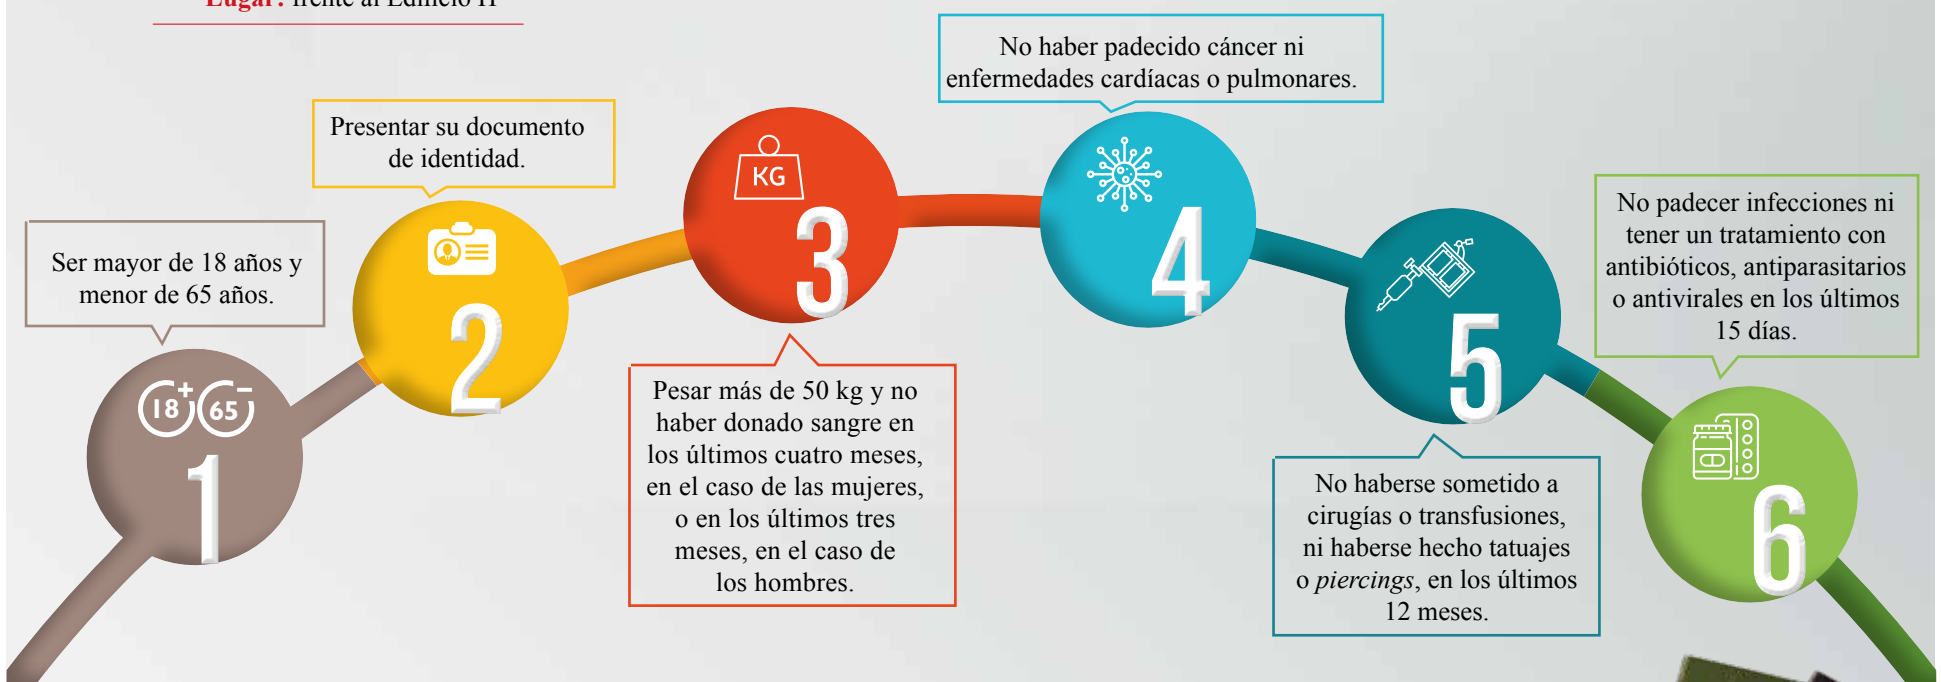 Lugar: frente al Edificio H
No haber padecido cáncer ni
enfermedades cardíacas o pulmonares.
Presentar su documento
de identidad.
KG
3
4
No padecer infecciones ni
tener un tratamiento con
antibióticos, antiparasitarios
o antivirales en los últimos
15 días.
Ser mayor de 18 años y
menor de 65 años.
2
5
18+ 65-
1
Pesar más de 50 kg y no
haber donado sangre en
los últimos cuatro meses,
en el caso de las mujeres,
o en los últimos tres
meses, en el caso de
los hombres.
No haberse sometido a
cirugías o transfusiones,
ni haberse hecho tatuajes
o piercings, en los últimos
12 meses.
6